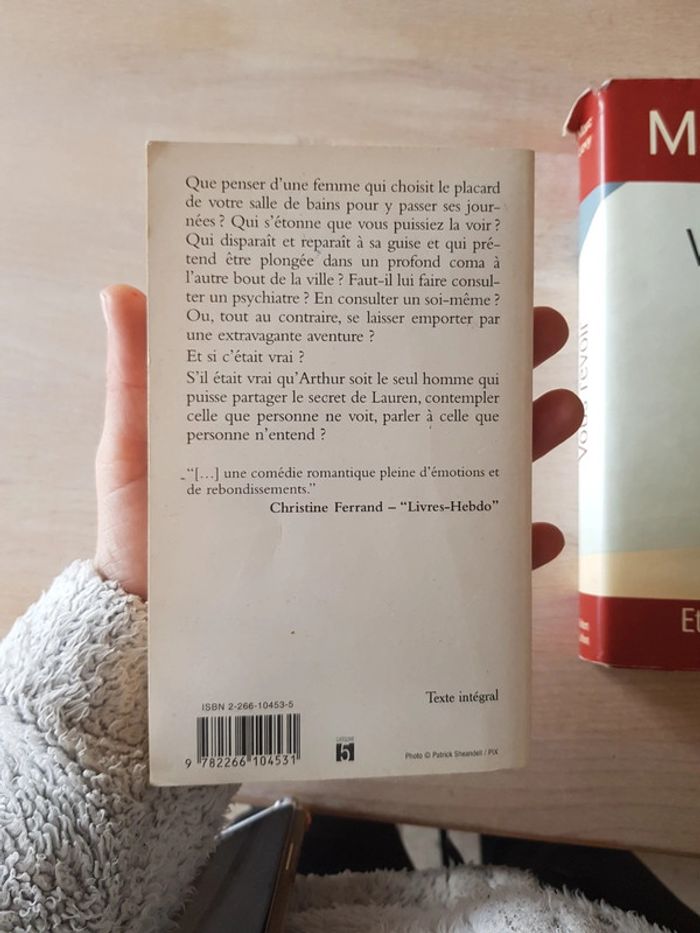 Que penser d'une femme qui choisit le placard
de votre salle de bains pour y passer ses jour-
nées ? Qui s'étonne que vous puissiez la voir ?
Qui disparaît et reparaît à sa guise et qui pré-
tend être plongée dans un profond coma à
l'autre bout de la ville ? Faut-il lui faire consul-
ter un psychiatre ? En consulter un soi-même ?
Ou, tout au contraire, se laisser emporter par
une extravagante aventure ?
Et si c'était vrai ?
S'il était vrai qu'Arthur soit le seul homme qui
puisse partager le secret de Lauren, contempler
celle que personne ne voit, parler à celle que
personne n'entend ?
“[…] une comédie romantique pleine d'émotions et
de rebondissements.”
Christine Ferrand – “Livres-Hebdo”
Texte intégral
ISBN 2-266-10453-5
9 782266 104531
CATÉGORIE
5
Photo © Patrick Sheandell / PIX
M
Vous revoir
Et